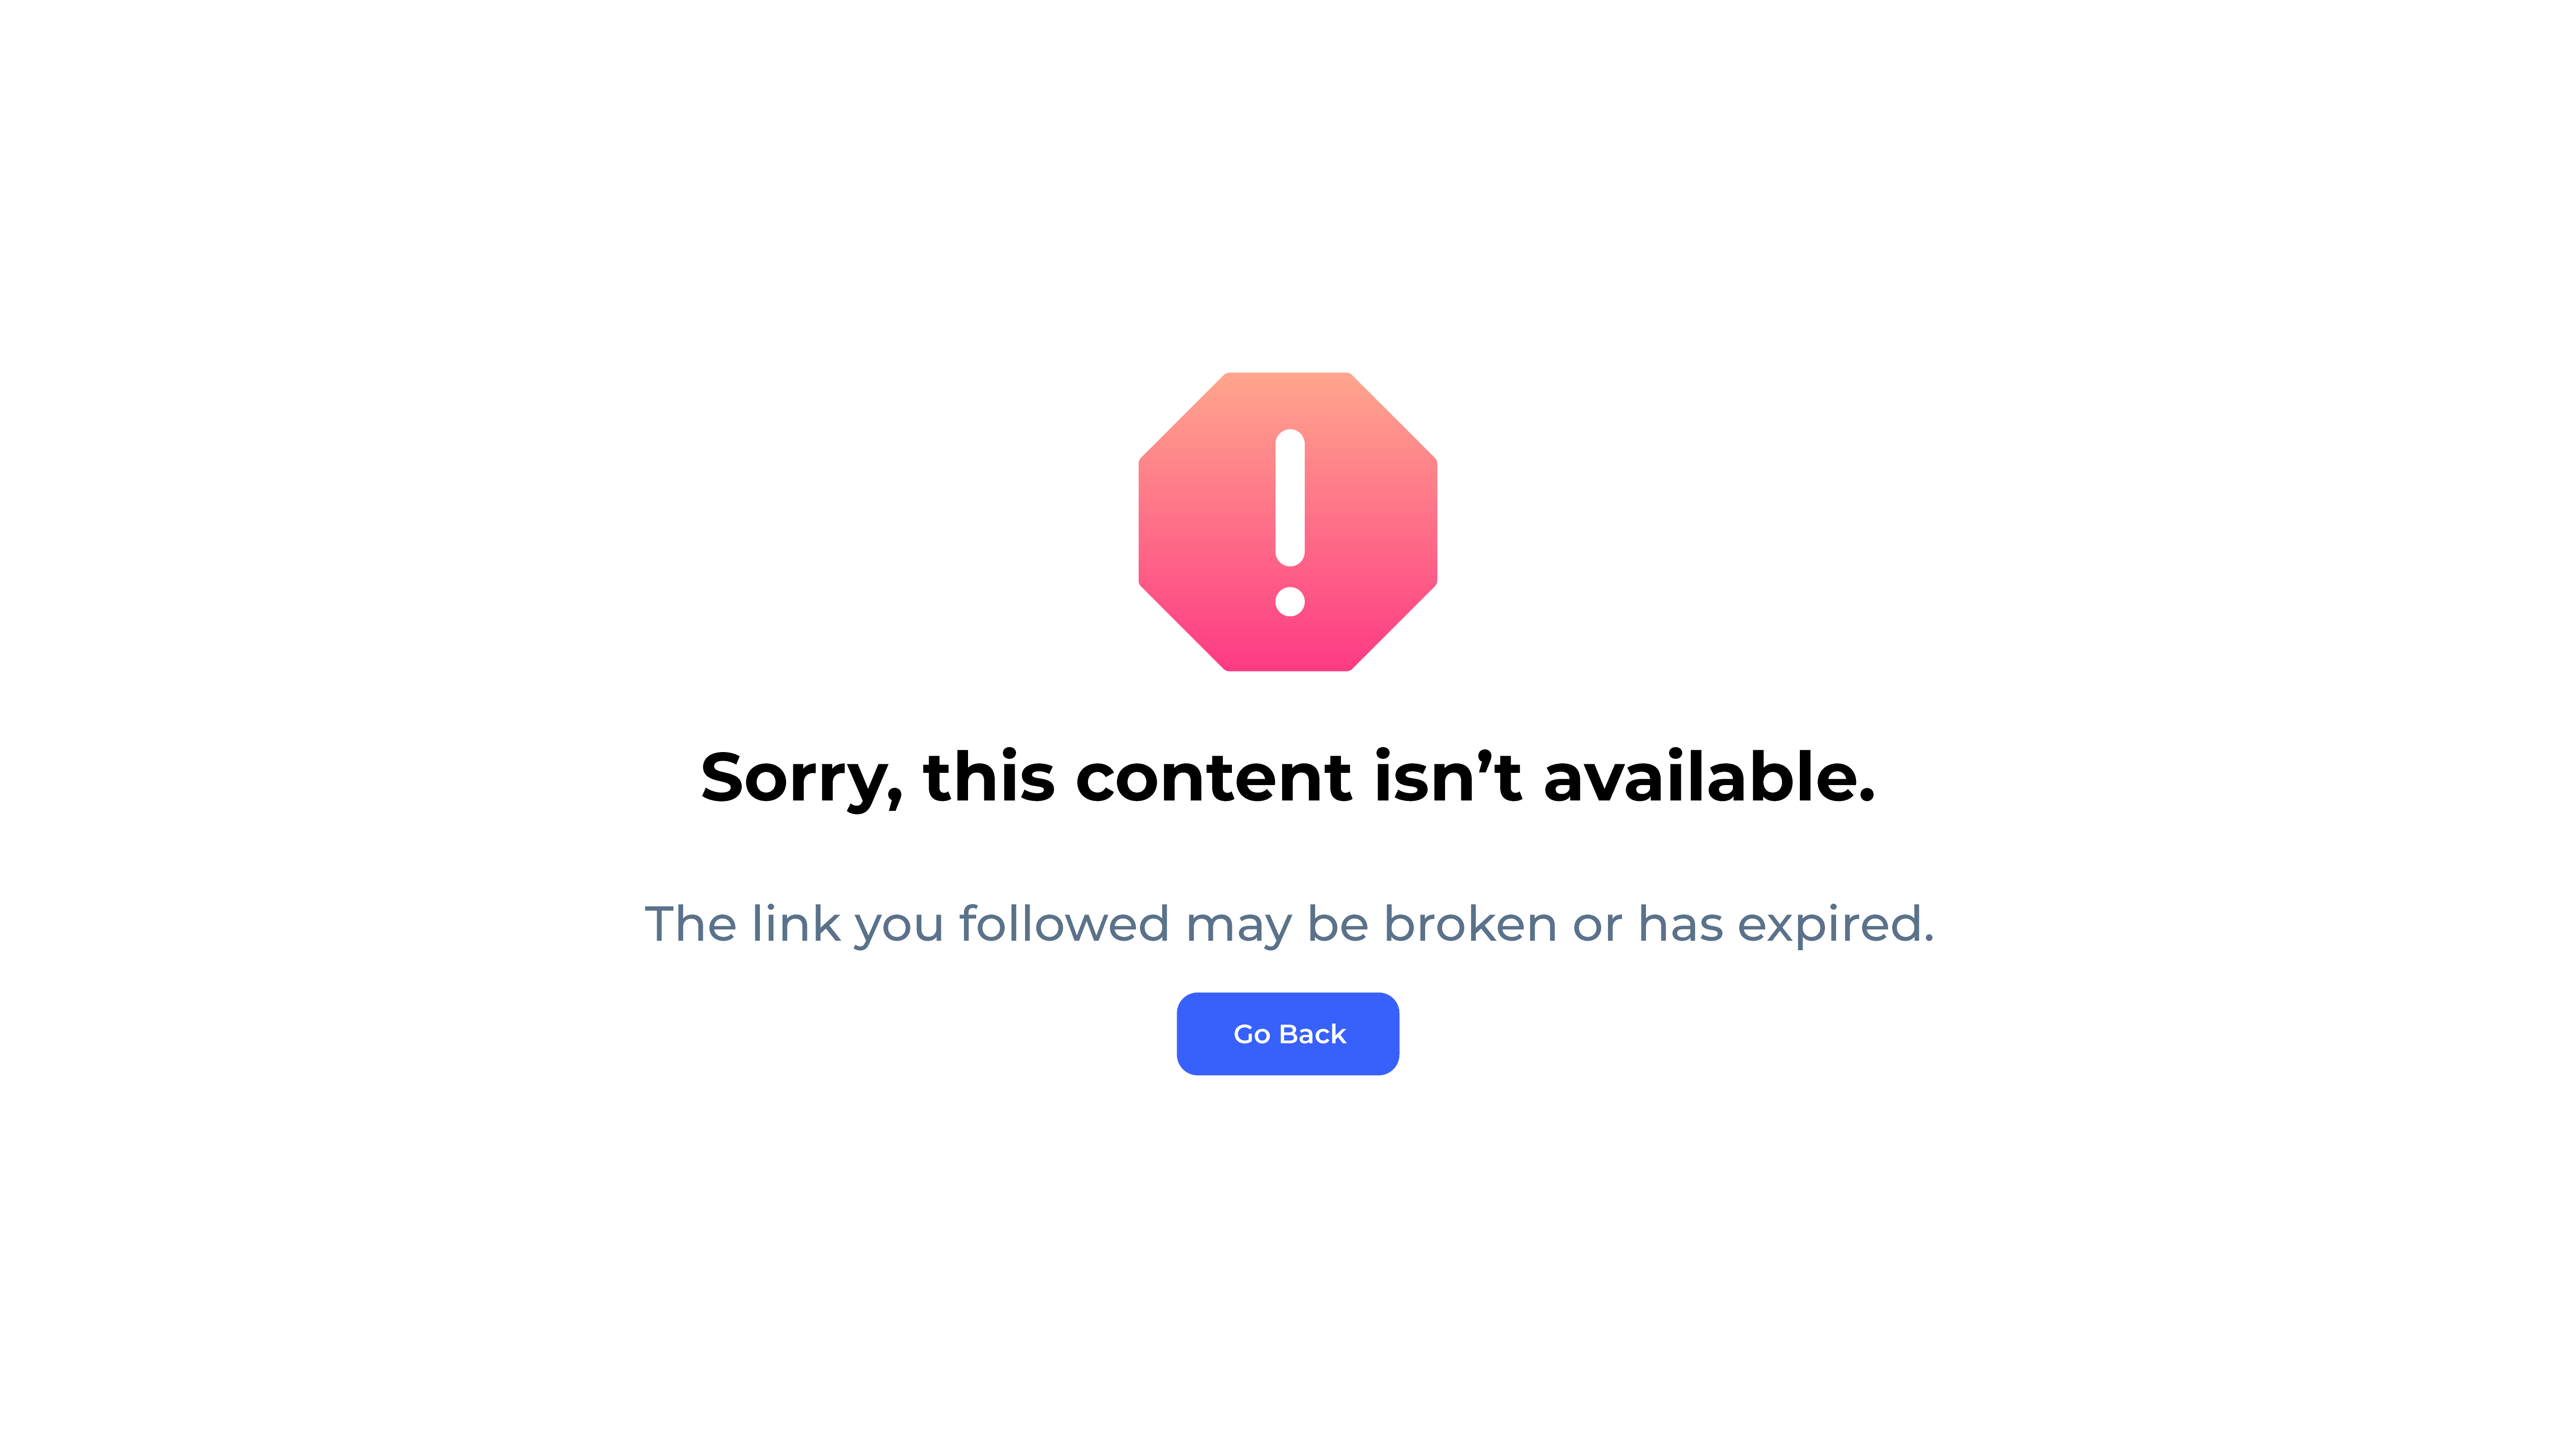 Sorry, this content isn’t available.
The link you followed may be broken or has expired.
Go Back